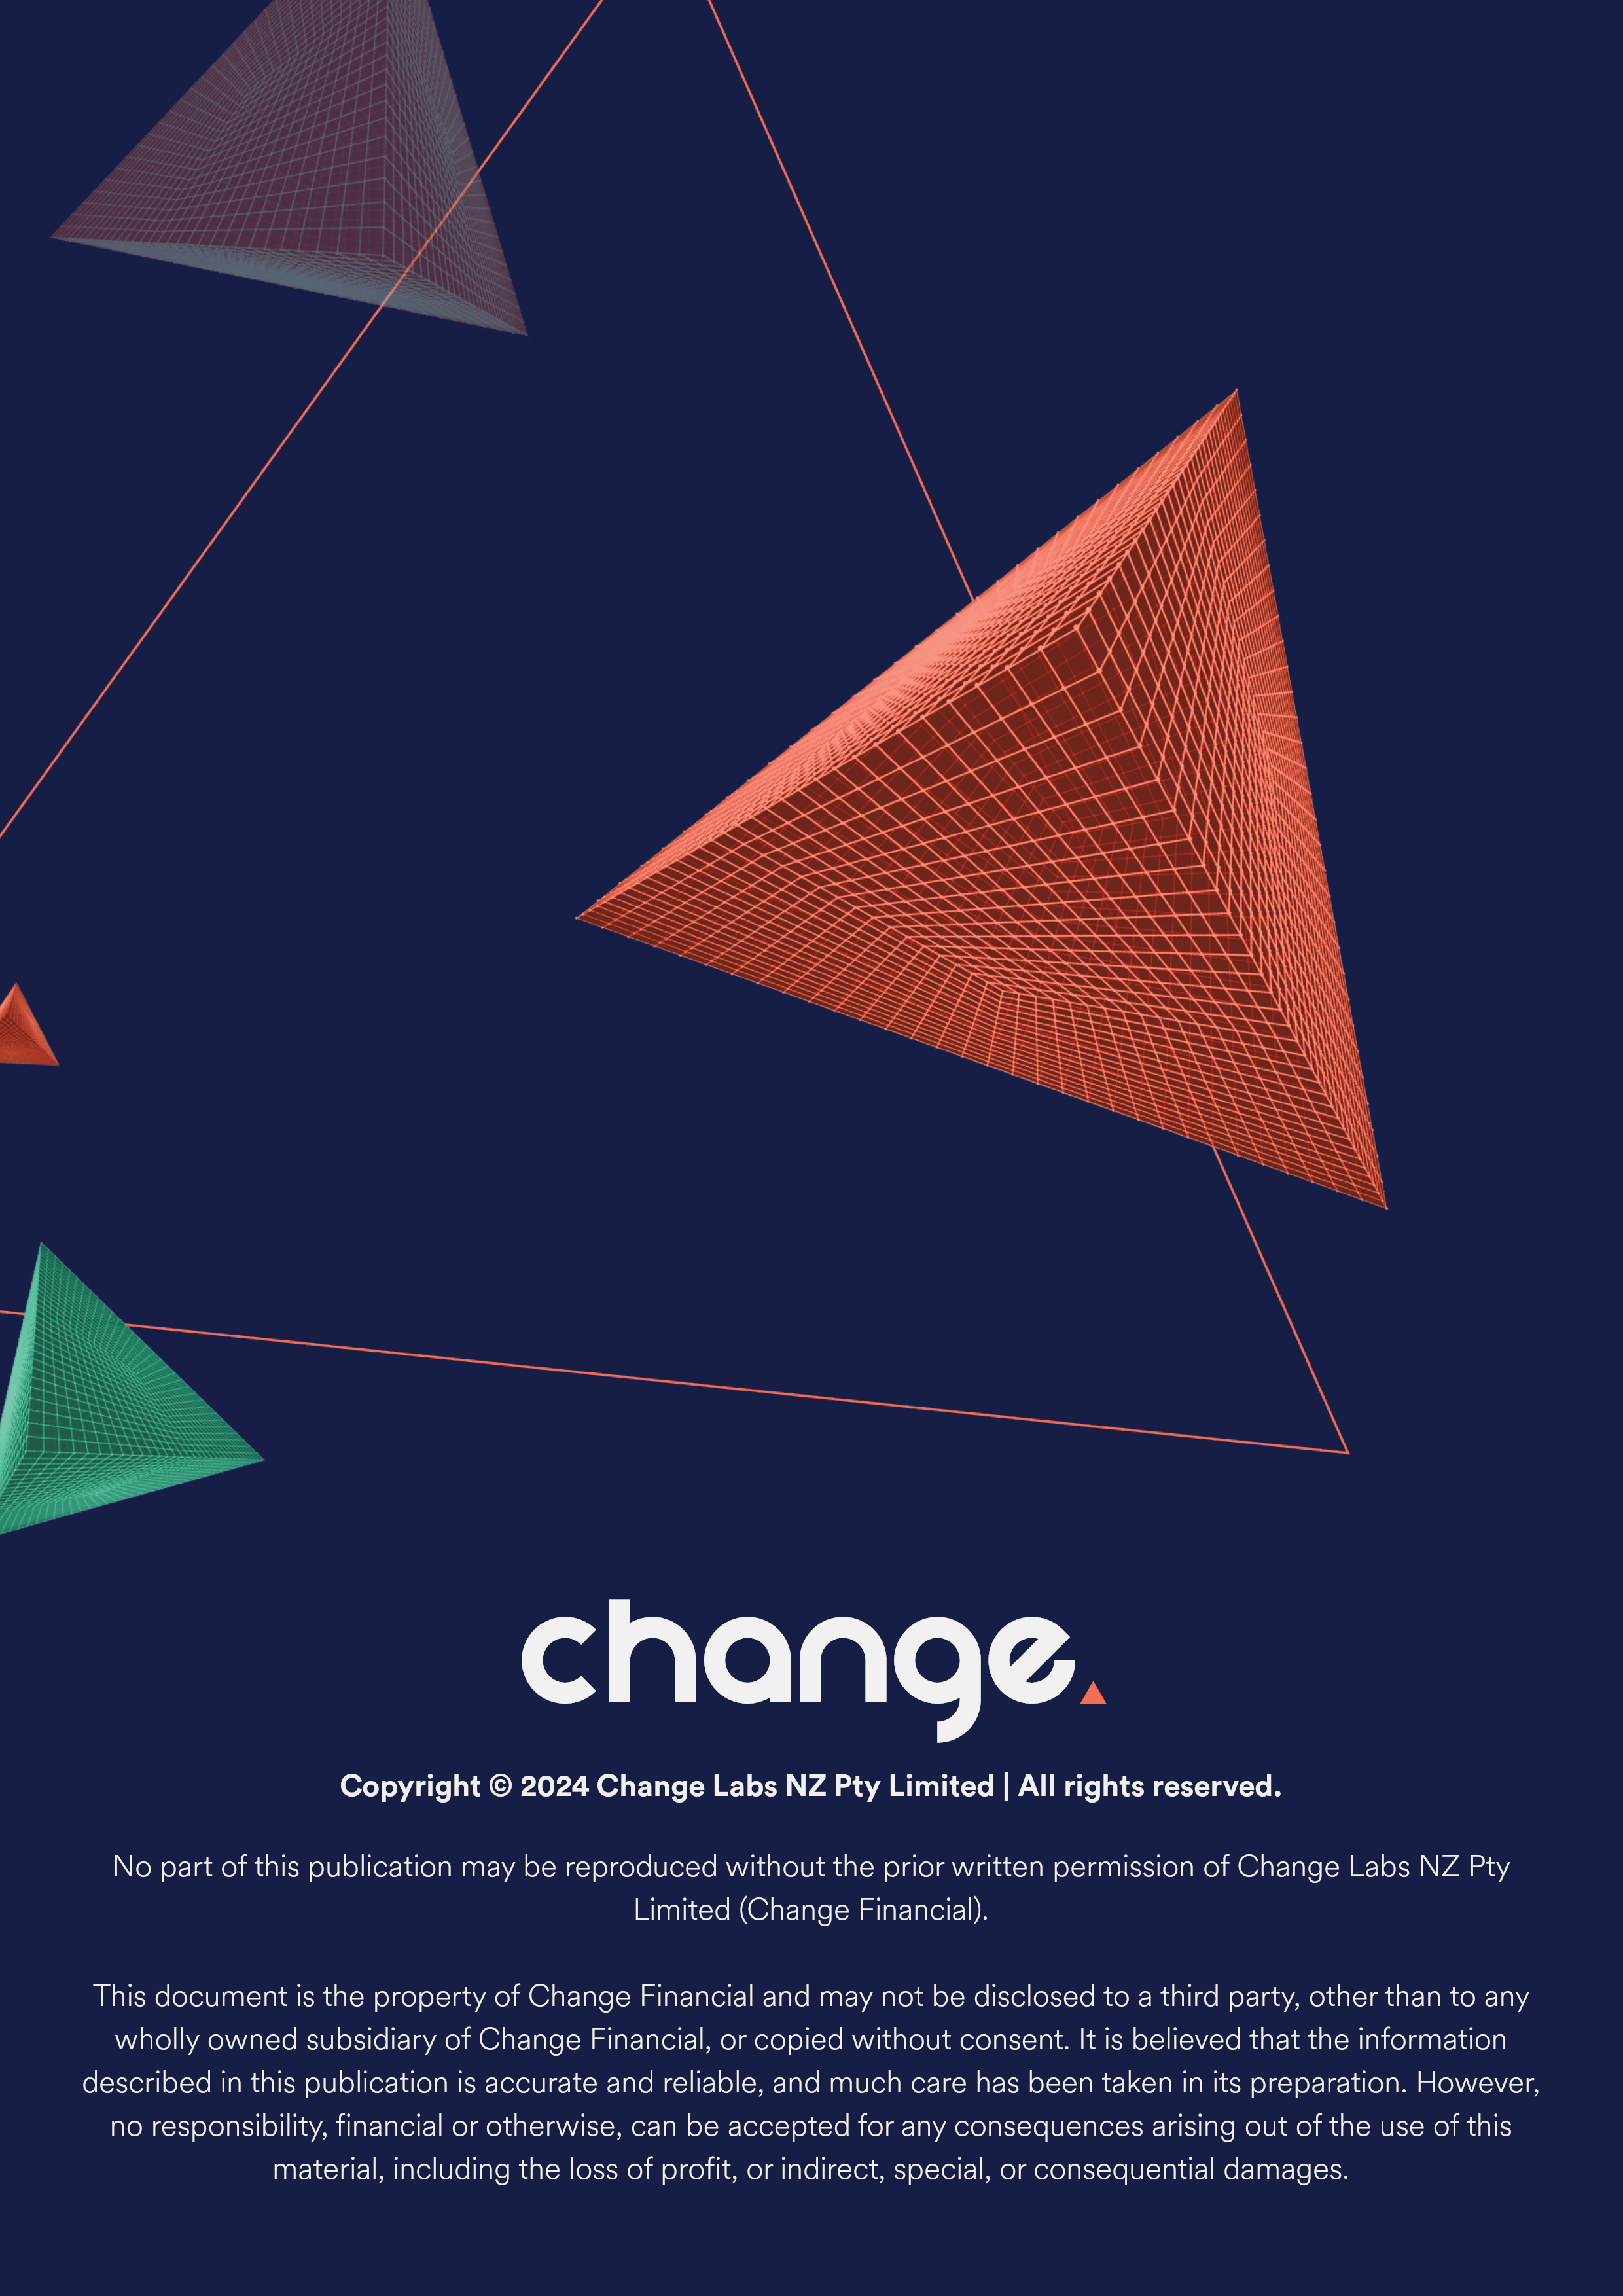 change
Copyright © 2024 Change Labs NZ Pty Limited | All rights reserved.
No part of this publication may be reproduced without the prior written permission of Change Labs NZ Pty
Limited (Change Financial).
This document is the property of Change Financial and may not be disclosed to a third party, other than to any
wholly owned subsidiary of Change Financial, or copied without consent. It is believed that the information
described in this publication is accurate and reliable, and much care has been taken in its preparation. However,
no responsibility, financial or otherwise, can be accepted for any consequences arising out of the use of this
material, including the loss of profit, or indirect, special, or consequential damages.